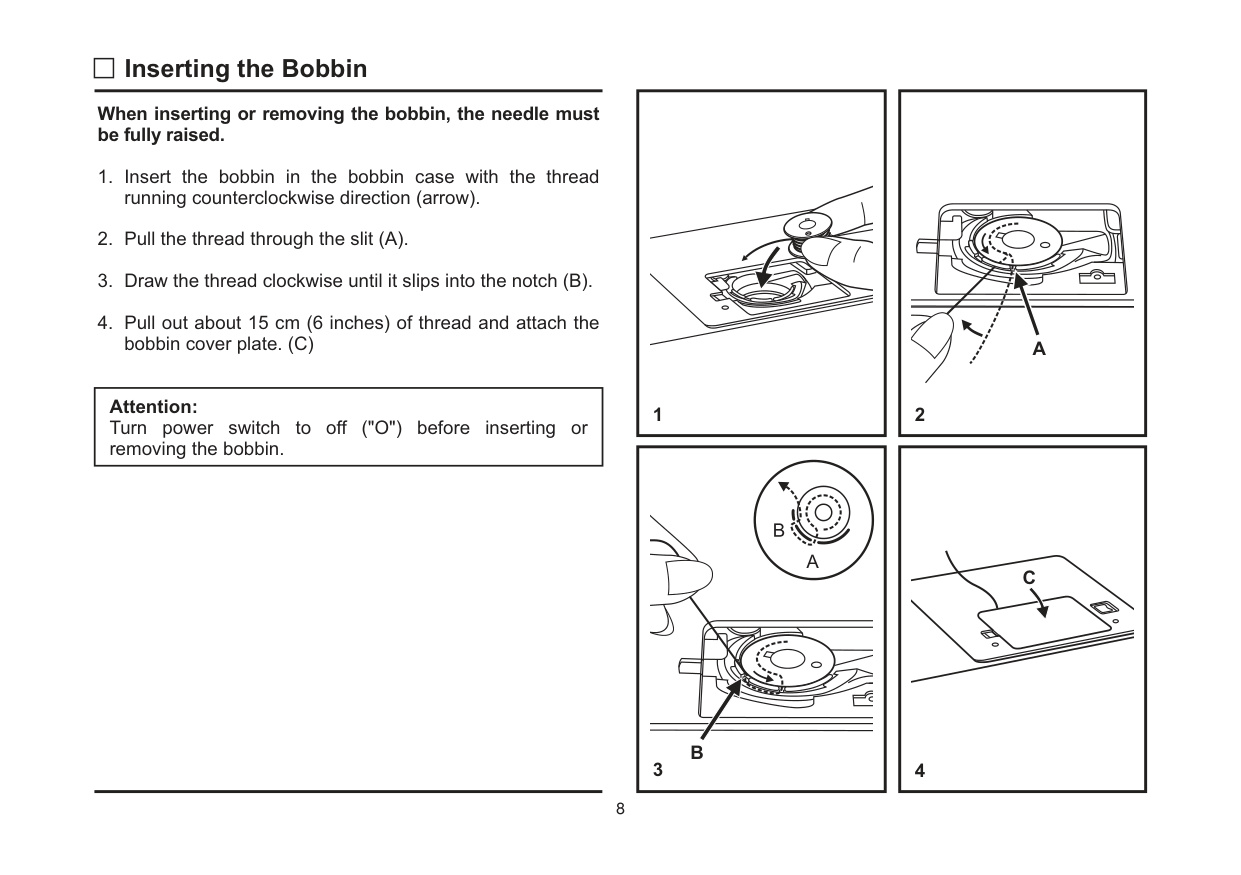 Inserting the Bobbin
When inserting or removing the bobbin, the needle must
be fully raised.
1. Insert the bobbin in the bobbin case with the thread
running counterclockwise direction (arrow).
2. Pull the thread through the slit (A).
3. Draw the thread clockwise until it slips into the notch (B).
4. Pull out about 15 cm (6 inches) of thread and attach the
bobbin cover plate. (C)
Attention:
Turn power switch to off ("O") before inserting or
removing the bobbin.
1
A
2
B
A
B
3
C
4
8